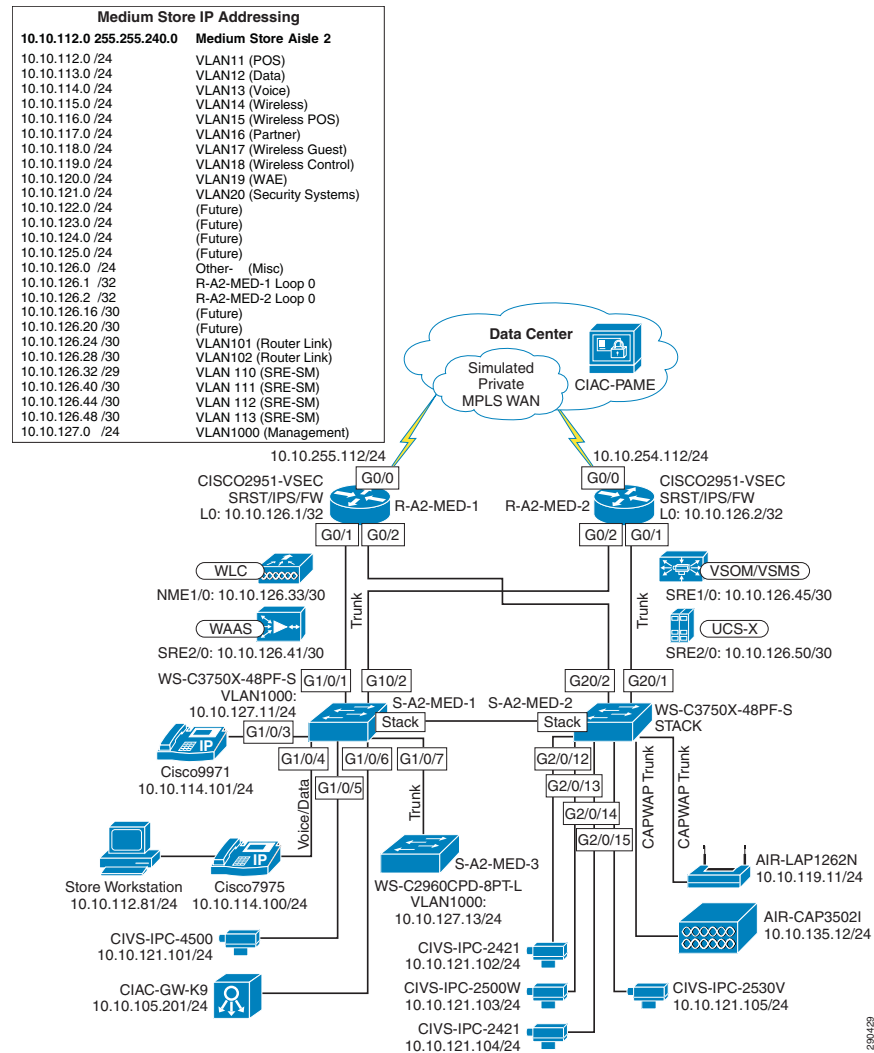 Medium Store IP Addressing
10.10.112.0 255.255.240.0 Medium Store Aisle 2
10.10.112.0 /24 VLAN11 (POS)
10.10.113.0 /24 VLAN12 (Data)
10.10.114.0 /24 VLAN13 (Voice)
10.10.115.0 /24 VLAN14 (Wireless)
10.10.116.0 /24 VLAN15 (Wireless POS)
10.10.117.0 /24 VLAN16 (Partner)
10.10.118.0 /24 VLAN17 (Wireless Guest)
10.10.119.0 /24 VLAN18 (Wireless Control)
10.10.120.0 /24 VLAN19 (WAE)
10.10.121.0 /24 VLAN20 (Security Systems)
10.10.122.0 /24 (Future)
10.10.123.0 /24 (Future)
10.10.124.0 /24 (Future)
10.10.125.0 /24 (Future)
10.10.126.0 /24 Other- (Misc)
10.10.126.1 /32 R-A2-MED-1 Loop 0
10.10.126.2 /32 R-A2-MED-2 Loop 0
10.10.126.16 /30 (Future)
10.10.126.20 /30 (Future)
10.10.126.24 /30 VLAN101 (Router Link)
10.10.126.28 /30 VLAN102 (Router Link)
10.10.126.32 /29 VLAN 110 (SRE-SM)
10.10.126.40 /30 VLAN 111 (SRE-SM)
10.10.126.44 /30 VLAN 112 (SRE-SM)
10.10.126.48 /30 VLAN 113 (SRE-SM)
10.10.127.0 /24 VLAN1000 (Management)
Data Center
Simulated
Private
MPLS WAN
CIAC-PAME
10.10.255.112/24
10.10.254.112/24
CISCO2951-VSEC
SRST/IPS/FW
L0: 10.10.126.1/32
G0/0
R-A2-MED-1
G0/1
G0/2
R-A2-MED-2
G0/0
CISCO2951-VSEC
SRST/IPS/FW
L0: 10.10.126.2/32
G0/2
G0/1
WLC
NME1/0: 10.10.126.33/30
WAAS
SRE2/0: 10.10.126.41/30
Trunk
Trunk
VSOM/VSMS
SRE1/0: 10.10.126.45/30
UCS-X
SRE2/0: 10.10.126.50/30
WS-C3750X-48PF-S
VLAN1000:
10.10.127.11/24
G1/0/1
G10/2
S-A2-MED-1
Stack
S-A2-MED-2
Stack
G20/2
G20/1
WS-C3750X-48PF-S
STACK
G1/0/3
G1/0/4
G1/0/5
G1/0/6
G1/0/7
G2/0/12
G2/0/13
G2/0/14
G2/0/15
IP
Cisco9971
10.10.114.101/24
Voice/Data
Trunk
CAPWAP Trunk
CAPWAP Trunk
Store Workstation
10.10.112.81/24
IP
Cisco7975
10.10.114.100/24
S-A2-MED-3
WS-C2960CPD-8PT-L
VLAN1000:
10.10.127.13/24
AIR-LAP1262N
10.10.119.11/24
AIR-CAP3502I
10.10.135.12/24
CIVS-IPC-4500
10.10.121.101/24
CIAC-GW-K9
10.10.105.201/24
CIVS-IPC-2421
10.10.121.102/24
CIVS-IPC-2500W
10.10.121.103/24
CIVS-IPC-2421
10.10.121.104/24
CIVS-IPC-2530V
10.10.121.105/24
290429